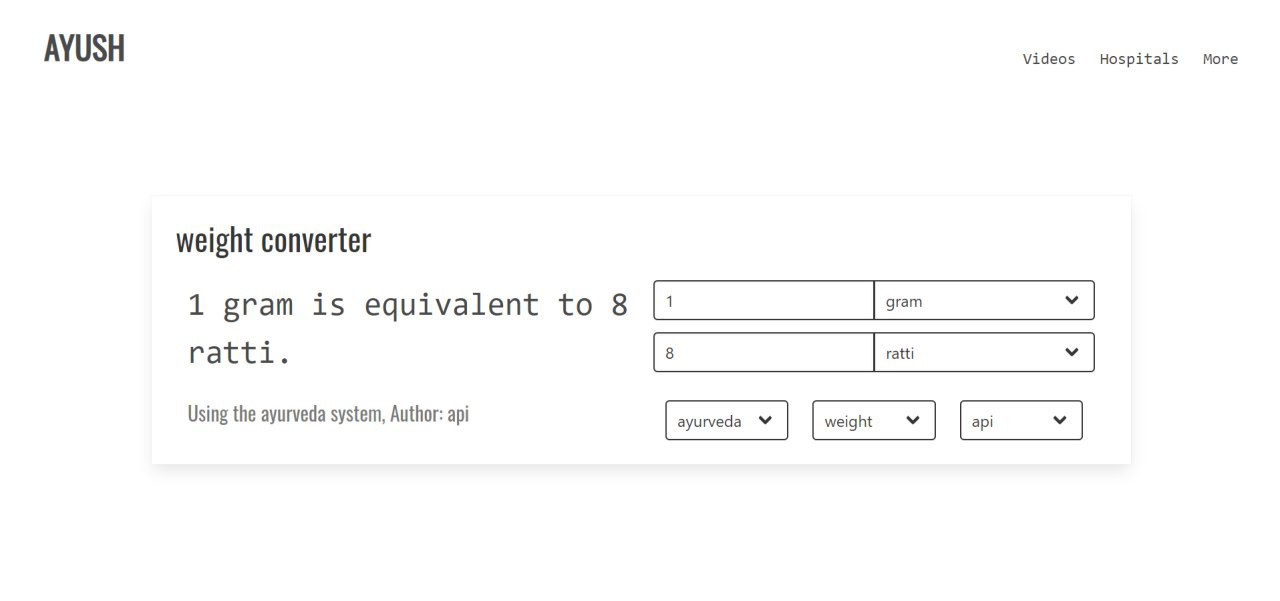 AYUSH
Videos Hospitals More
weight converter
1 gram is equivalent to 8
ratti.
Using the ayurveda system, Author: api
1 gram
8 ratti
ayurveda weight api